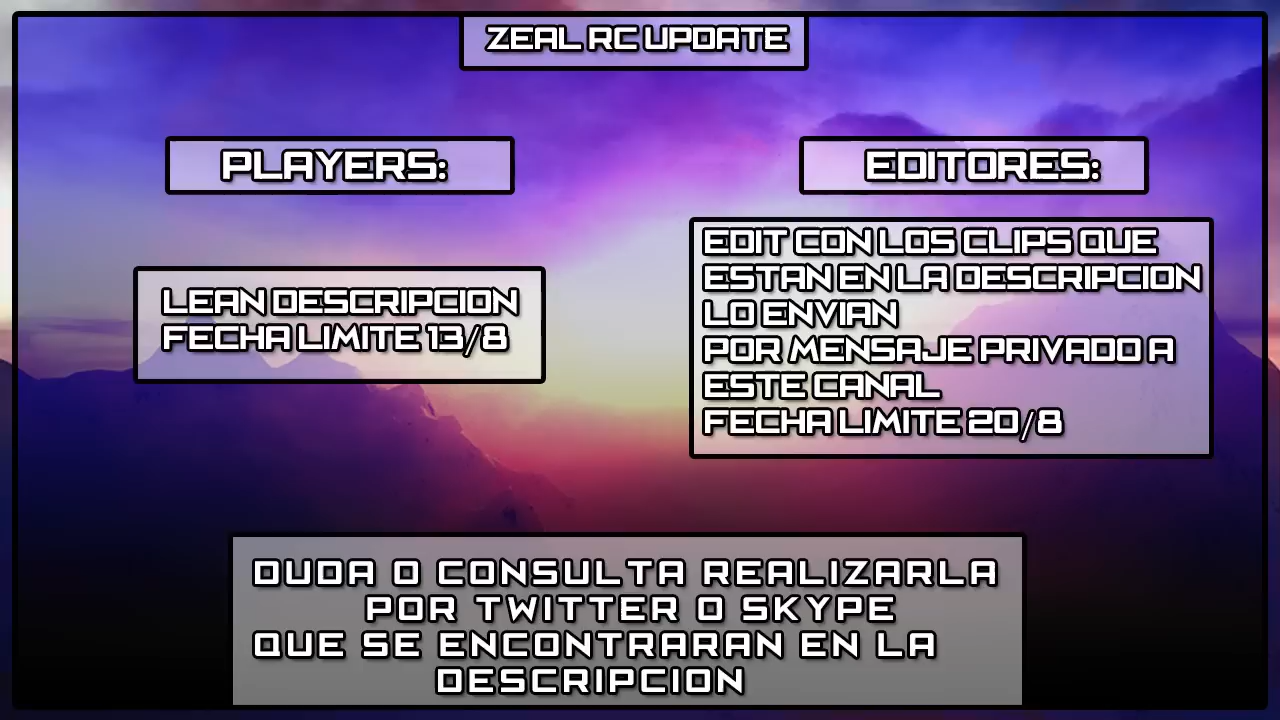 ZEAL RC UPDATE
PLAYERS:
LEAN DESCRIPCION
FECHA LIMITE 13/8
EDITORES:
EDIT CON LOS CLIPS QUE
ESTAN EN LA DESCRIPCION
LO ENVIAN
POR MENSAJE PRIVADO A
ESTE CANAL
FECHA LIMITE 20/8
DUDA O CONSULTA REALIZARLA
POR TWITTER O SKYPE
QUE SE ENCONTRARAN EN LA
DESCRIPCION